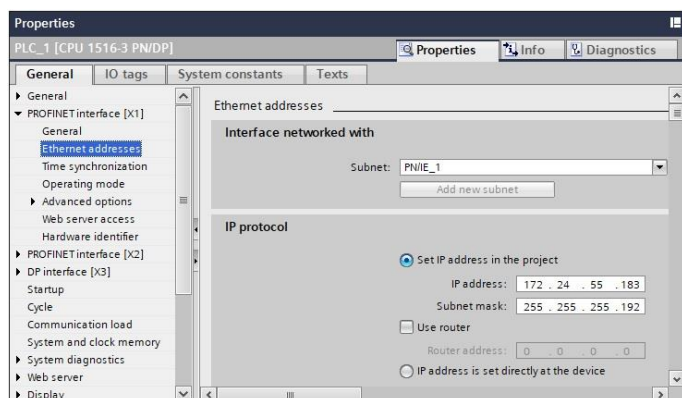 Properties
PLC_1 [CPU 1516-3 PN/DP]
Properties
Info
Diagnostics
General
IO tags
System constants
Texts
General
PROFINET interface [X1]
General
Ethernet addresses
Time synchronization
Operating mode
Advanced options
Web server access
Hardware identifier
PROFINET interface [X2]
DP interface [X3]
Startup
Cycle
Communication load
System and clock memory
System diagnostics
Web server
Display
Ethernet addresses
Interface networked with
Subnet: PN/IE_1
Add new subnet
IP protocol
Set IP address in the project
IP address: 172 . 24 . 55 . 183
Subnet mask: 255 . 255 . 255 . 192
Use router
Router address: 0 . 0 . 0 . 0
IP address is set directly at the device